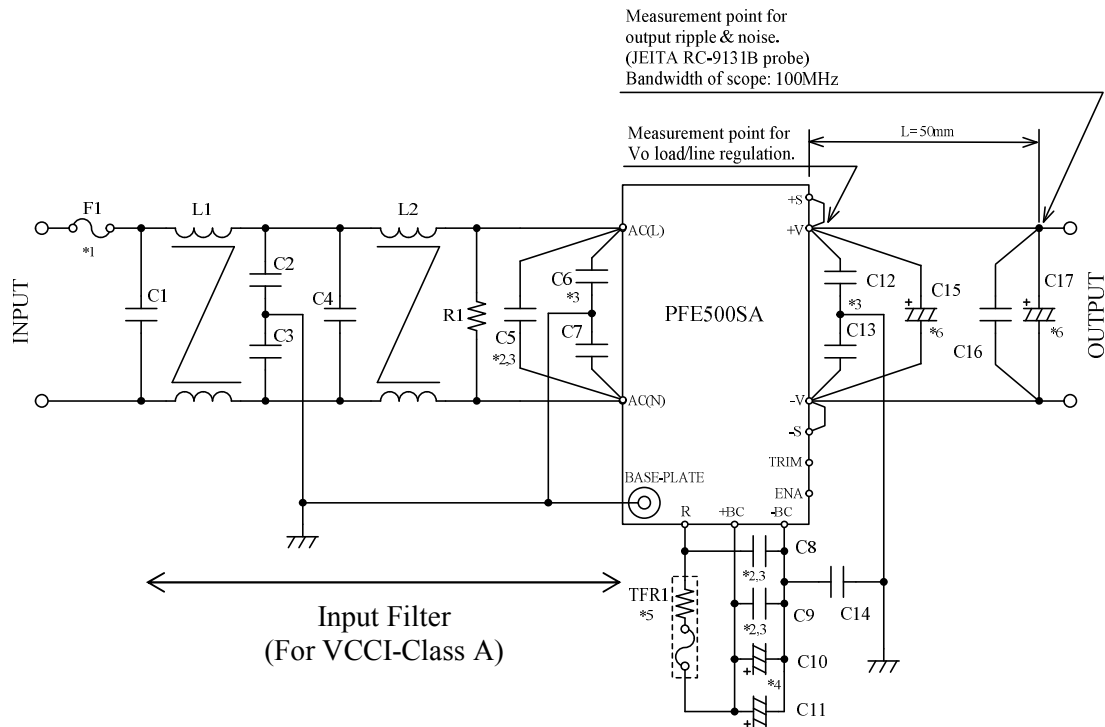 Measurement point for
output ripple & noise.
(JEITA RC-9131B probe)
Bandwidth of scope: 100MHz
Measurement point for
Vo load/line regulation.
L=50mm
F1
*1
L1
L2
+S
+V
AC(L)
C1
C2
C3
C4
R1
C5
*2,3
C6
*3
C7
PFE500SA
C12
*3
C13
C15
+
*6
C16
C17
+
*6
INPUT
OUTPUT
AC(N)
-V
-S
TRIM
ENA
BASE-PLATE
R
+BC
-BC
C8
*2,3
TFR1
*5
C9
*2,3
C14
C10
+
*4
C11
+
Input Filter
(For VCCI-Class A)